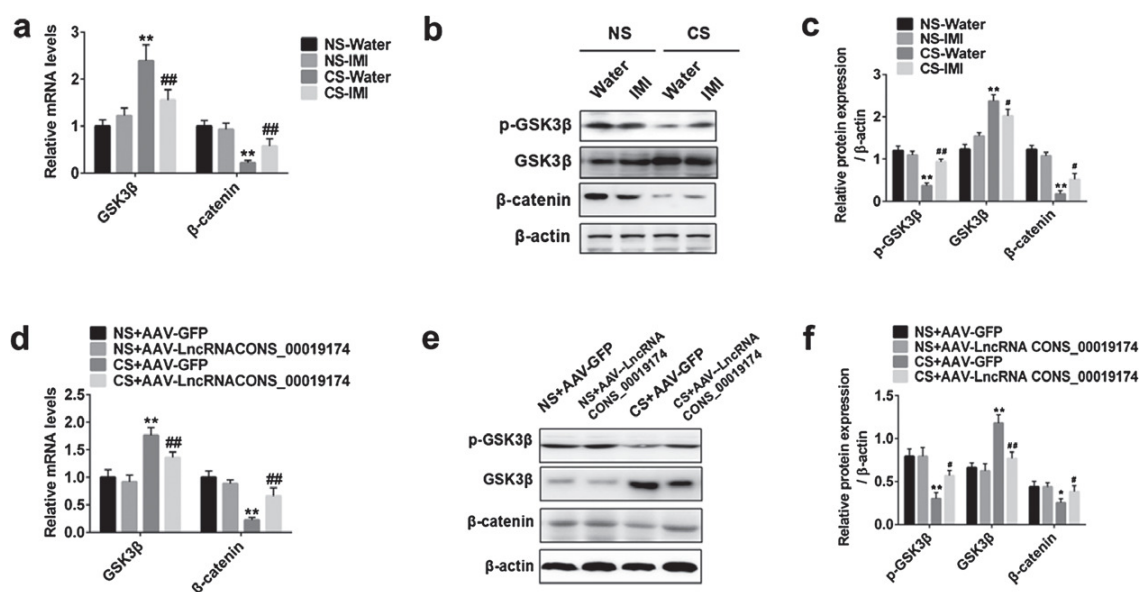 a
Relative mRNA levels
3
2
1
0
**
##
**
##
GSK3β
β-catenin
NS-Water
NS-IMI
CS-Water
CS-IMI
b
NS CS
Water IMI Water IMI
p-GSK3β
GSK3β
β-catenin
β-actin
c
NS-Water
NS-IMI
CS-Water
CS-IMI
Relative protein expression
/ β-actin
3
2
1
0
**
##
**
#
**
#
p-GSK3β
GSK3β
β-catenin
d
NS+AAV-GFP
NS+AAV-LncRNACONS_00019174
CS+AAV-GFP
CS+AAV-LncRNACONS_00019174
Relative mRNA levels
2.5
2.0
1.5
1.0
0.5
0.0
**
##
**
##
GSK3β
β-catenin
e
NS+AAV-GFP
NS+AAV-LncRNA
CONS_00019174
CS+AAV-GFP
CS+AAV-LncRNA
CONS_00019174
p-GSK3β
GSK3β
β-catenin
β-actin
f
NS+AAV-GFP
NS+AAV-LncRNA CONS_00019174
CS+AAV-GFP
CS+AAV-LncRNA CONS_00019174
Relative protein expression
/ β-actin
1.5
1.0
0.5
0.0
**
#
**
##
*
#
p-GSK3β
GSK3β
β-catenin